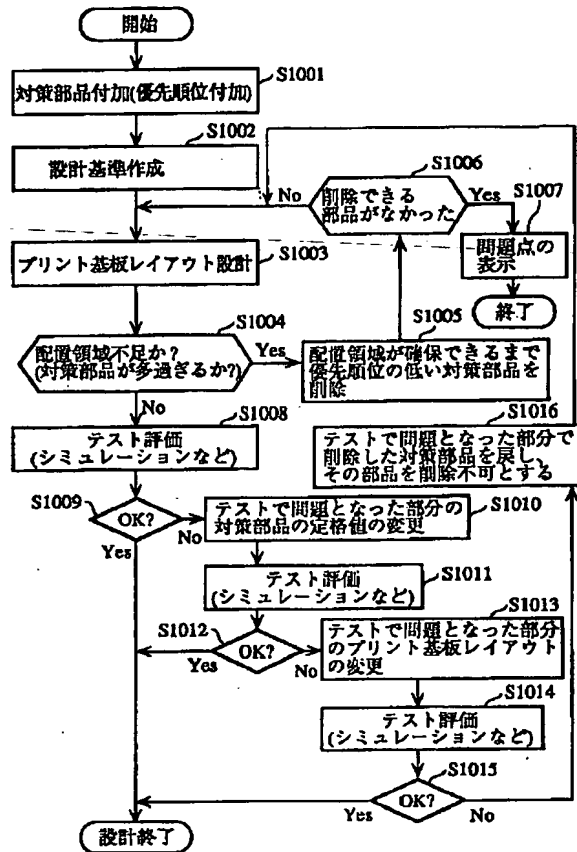 開始
S1001
対策部品付加(優先順位付加)
S1002
設計基準作成
S1006
削除できる
部品がなかった
No
Yes
S1007
問題点の
表示
終了
S1003
プリント基板レイアウト設計
S1004
配置領域不足か?
(対策部品が多過ぎるか?)
Yes
No
S1005
配置領域が確保できるまで
優先順位の低い対策部品を
削除
S1008
テスト評価
(シミュレーションなど)
S1016
テストで問題となった部分で
削除した対策部品を戻し、
その部品を削除不可とする
S1009
OK?
Yes
No
S1010
テストで問題となった部分の
対策部品の定格値の変更
S1011
テスト評価
(シミュレーションなど)
S1012
OK?
Yes
No
S1013
テストで問題となった部分
のプリント基板レイアウト
の変更
S1014
テスト評価
(シミュレーションなど)
S1015
OK?
Yes
No
設計終了